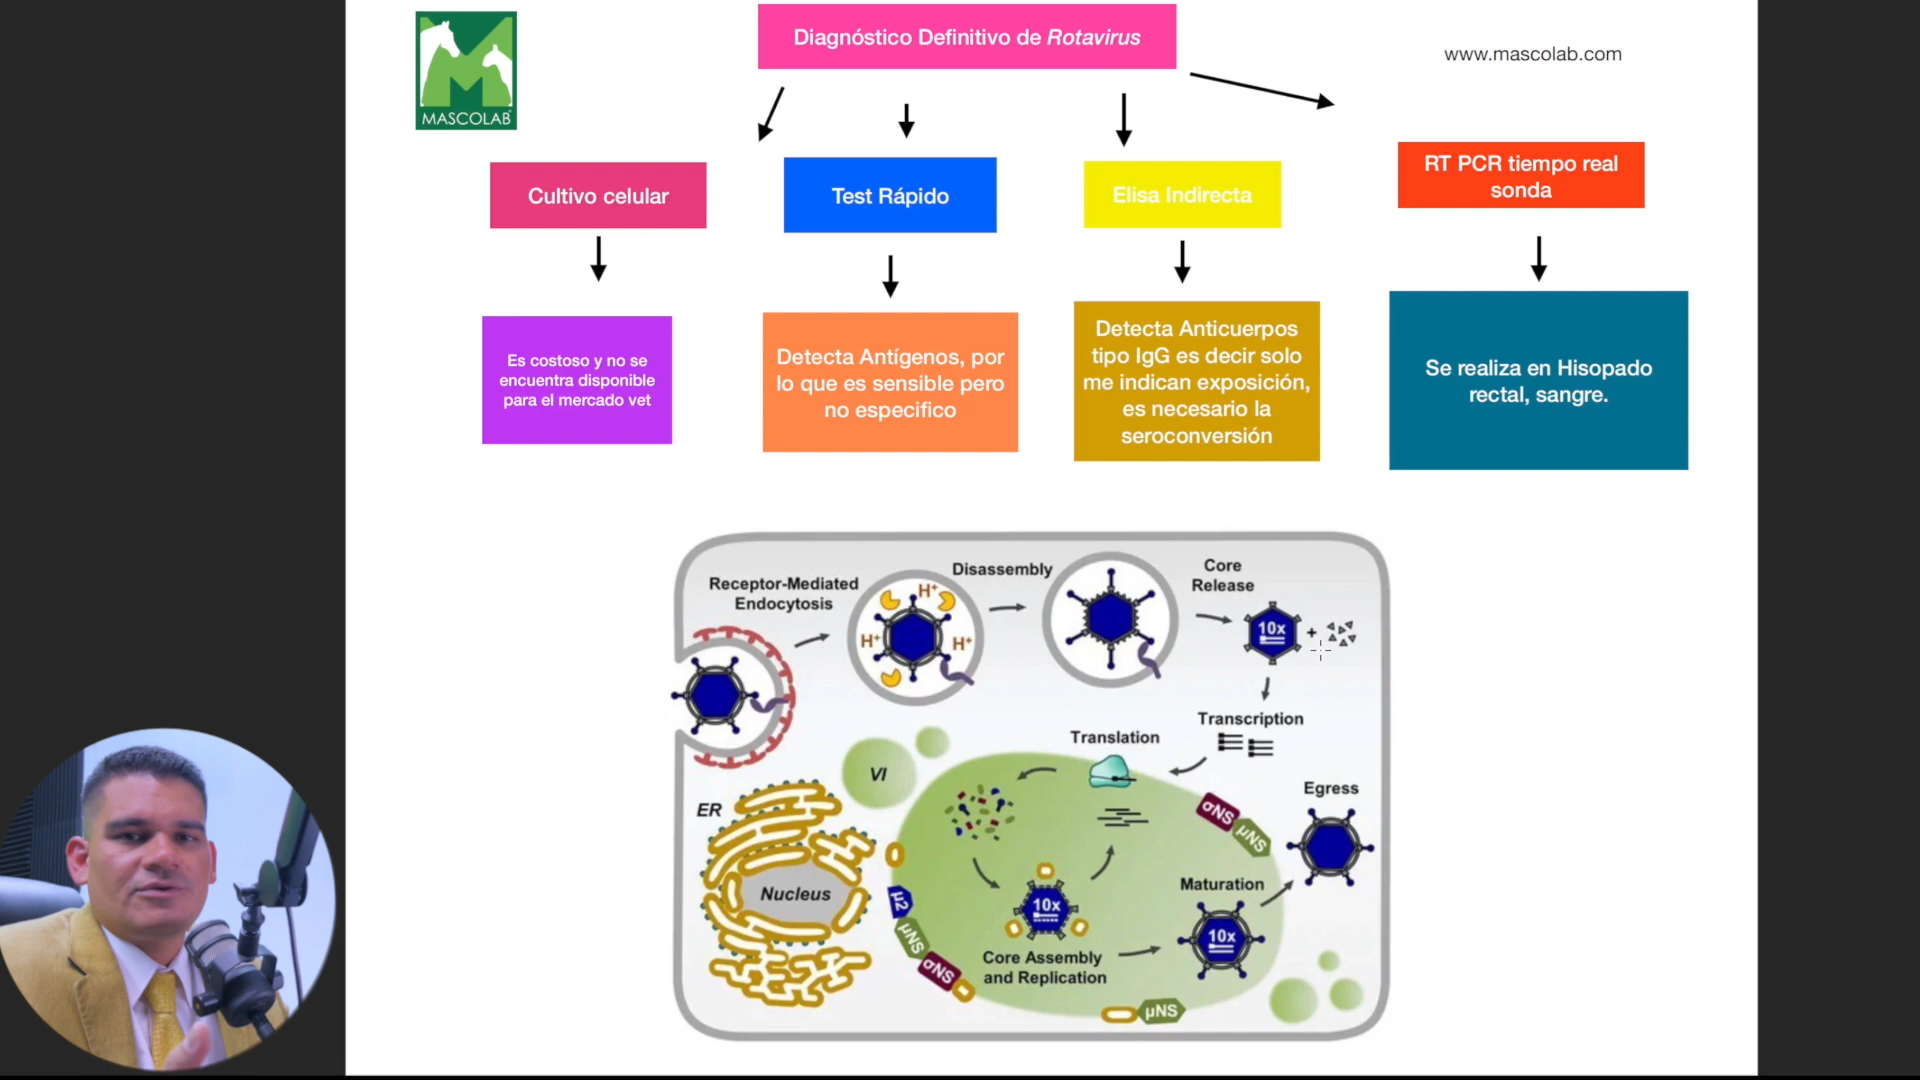 Diagnóstico Definitivo de Rotavirus
www.mascolab.com
MASCOLAB
Cultivo celular
Test Rápido
Elisa Indirecta
RT PCR tiempo real
sonda
Es costoso y no se
encuentra disponible
para el mercado vet
Detecta Antígenos, por
lo que es sensible pero
no especifico
Detecta Anticuerpos
tipo IgG es decir solo
me indican exposición,
es necesario la
seroconversión
Se realiza en Hisopado
rectal, sangre.
Receptor-Mediated
Endocytosis
H+
H+
H+
Disassembly
Core
Release
10x
+
Transcription
Translation
VI
ER
Nucleus
σNS
μNS
Egress
Maturation
10x
μ2
μNS
σNS
10x
Core Assembly
and Replication
μNS